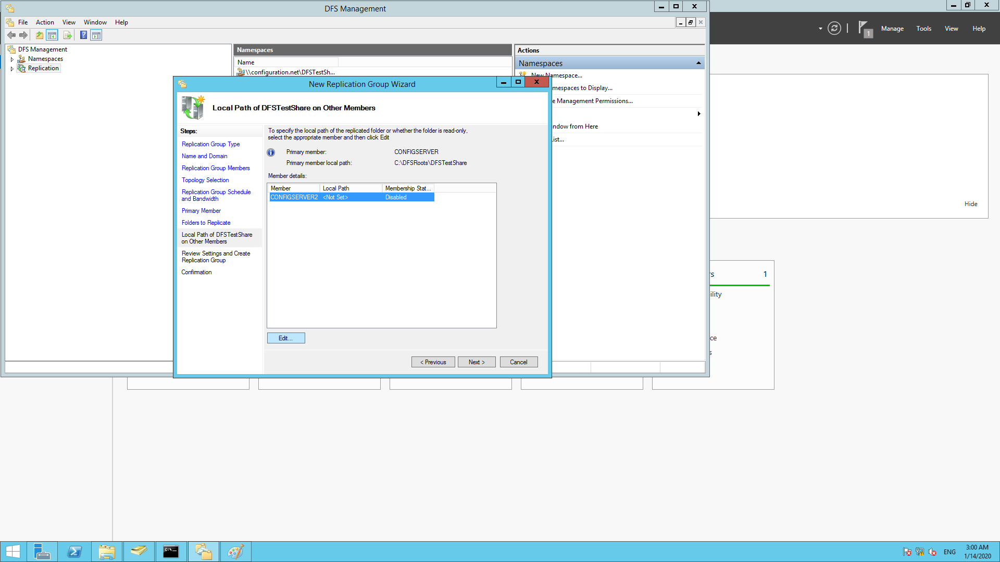 DFS Management
File Action View Window Help
1 Manage Tools View Help
DFS Management
Namespaces
Replication
Namespaces
Name
\\configuration.net\DFSTestSh...
Actions
Namespaces
New Namespace...
mespaces to Display...
e Management Permissions...
ndow from Here
ist...
New Replication Group Wizard
Local Path of DFSTestShare on Other Members
Steps:
Replication Group Type
Name and Domain
Replication Group Members
Topology Selection
Replication Group Schedule
and Bandwidth
Primary Member
Folders to Replicate
Local Path of DFSTestShare
on Other Members
Review Settings and Create
Replication Group
Confirmation
To specify the local path of the replicated folder or whether the folder is read-only,
select the appropriate member and then click Edit
Primary member: CONFIGSERVER
Primary member local path: C:\DFSRoots\DFSTestShare
Member details:
Member Local Path Membership Stat...
CONFIGSERVER2 <Not Set> Disabled
Edit...
< Previous Next > Cancel
Hide
rs 1
ility
ce
s
C:\_
ENG
3:00 AM
1/14/2020